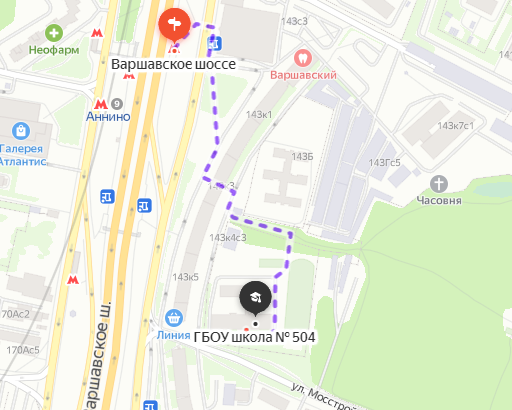 143с3
Неофарм
Варшавское шоссе
Варшавский
9
Аннино
143к1
143к7с1
Галерея
Атлантис
143Б
143Гс5
Часовня
143к4с3
143к5
170Ас2
Варшавское ш.
Линия
ГБОУ школа № 504
170Ас5
ул. Мосстрой